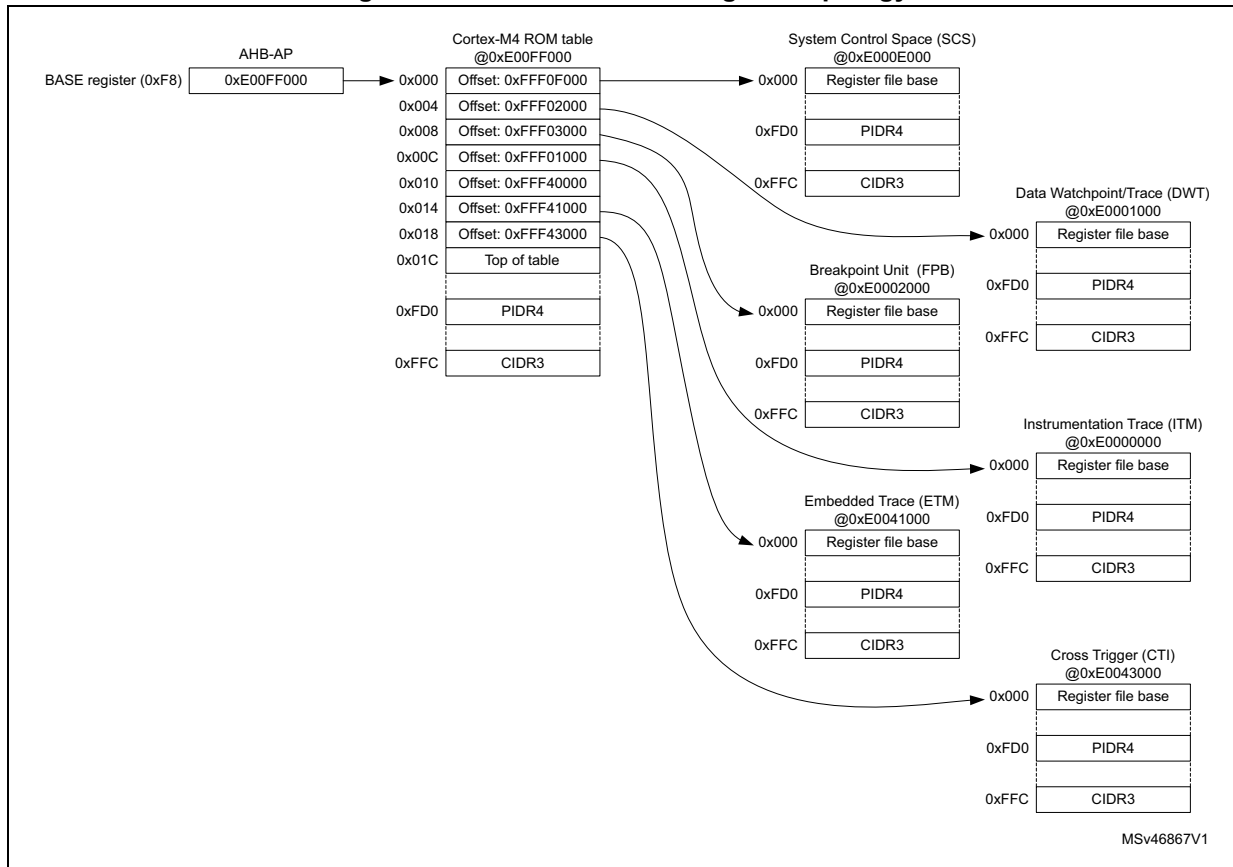 AHB-AP
BASE register (0xF8)
0xE00FF000
Cortex-M4 ROM table
@0xE00FF000
0x000 Offset: 0xFFF0F000
0x004 Offset: 0xFFF02000
0x008 Offset: 0xFFF03000
0x00C Offset: 0xFFF01000
0x010 Offset: 0xFFF40000
0x014 Offset: 0xFFF41000
0x018 Offset: 0xFFF43000
0x01C Top of table
0xFD0 PIDR4
0xFFC CIDR3
System Control Space (SCS)
@0xE000E000
0x000 Register file base
0xFD0 PIDR4
0xFFC CIDR3
Data Watchpoint/Trace (DWT)
@0xE0001000
0x000 Register file base
0xFD0 PIDR4
0xFFC CIDR3
Breakpoint Unit (FPB)
@0xE0002000
0x000 Register file base
0xFD0 PIDR4
0xFFC CIDR3
Instrumentation Trace (ITM)
@0xE0000000
0x000 Register file base
0xFD0 PIDR4
0xFFC CIDR3
Embedded Trace (ETM)
@0xE0041000
0x000 Register file base
0xFD0 PIDR4
0xFFC CIDR3
Cross Trigger (CTI)
@0xE0043000
0x000 Register file base
0xFD0 PIDR4
0xFFC CIDR3
MSv46867V1